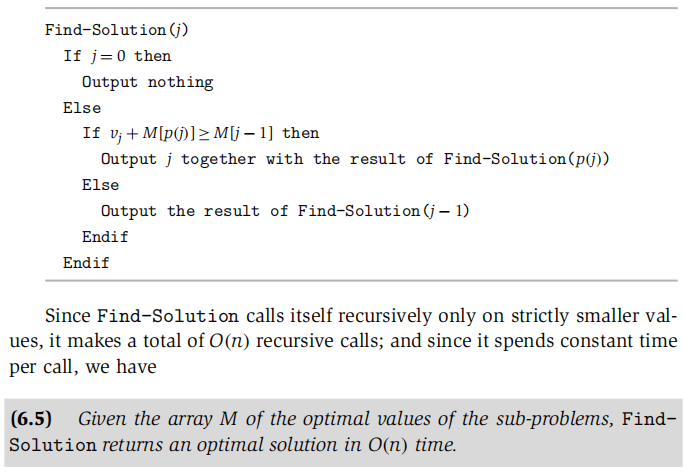 Find-Solution(j)
If j = 0 then
Output nothing
Else
If vj + M[p(j)] ≥ M[j − 1] then
Output j together with the result of Find-Solution(p(j))
Else
Output the result of Find-Solution(j − 1)
Endif
Endif
Since Find-Solution calls itself recursively only on strictly smaller val-
ues, it makes a total of O(n) recursive calls; and since it spends constant time
per call, we have
(6.5) Given the array M of the optimal values of the sub-problems, Find-
Solution returns an optimal solution in O(n) time.